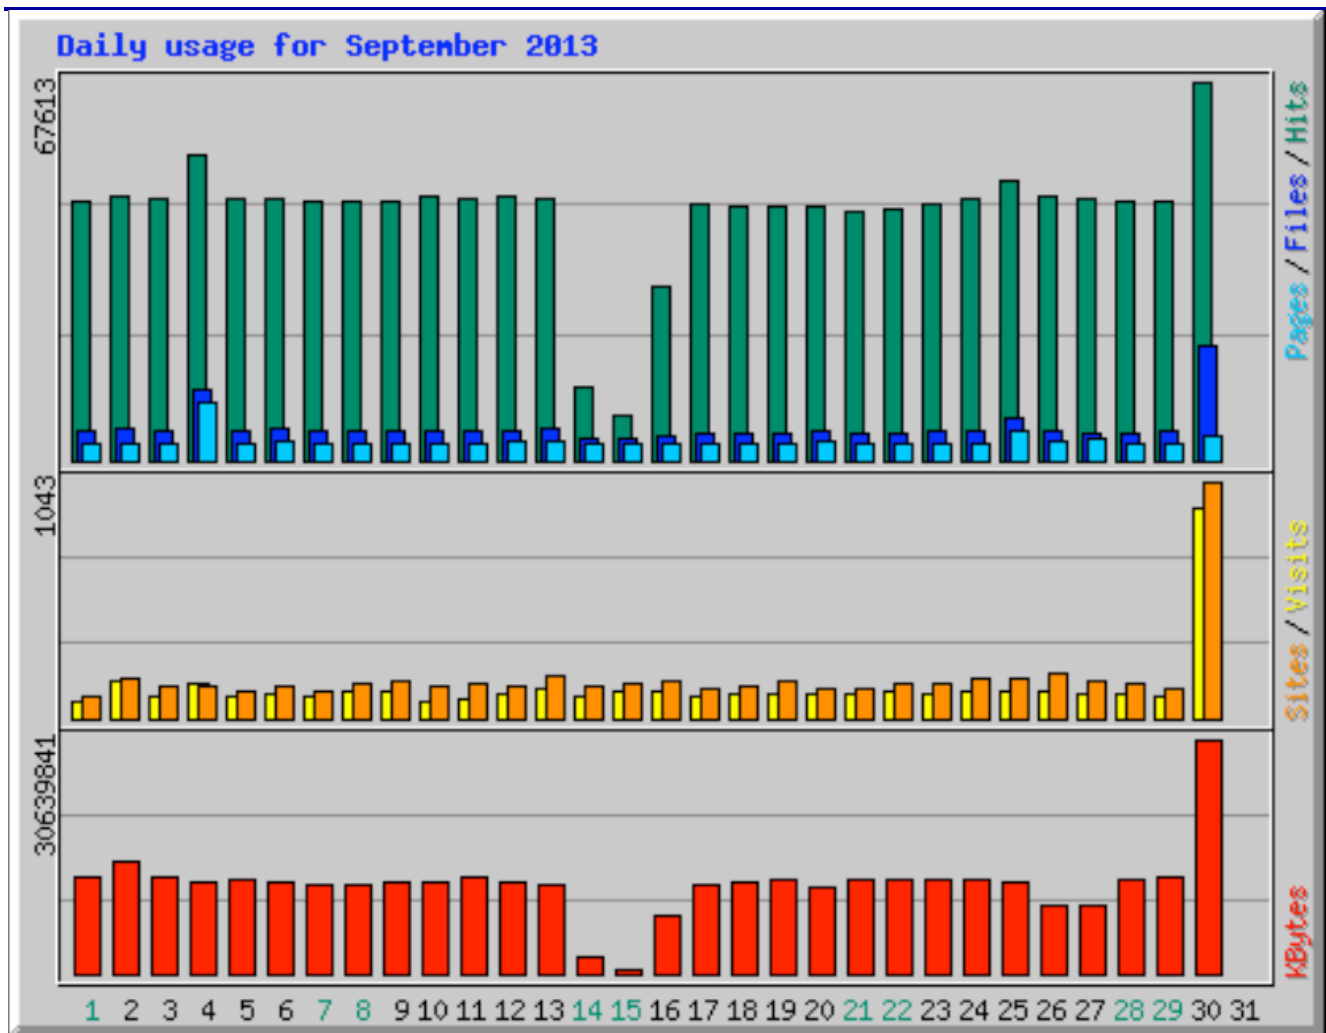 Daily usage for September 2013
67613
Pages / Files / Hits
1043
Sites / Visits
30639841
KBytes
1 2 3 4 5 6 7 8 9 10 11 12 13 14 15 16 17 18 19 20 21 22 23 24 25 26 27 28 29 30 31